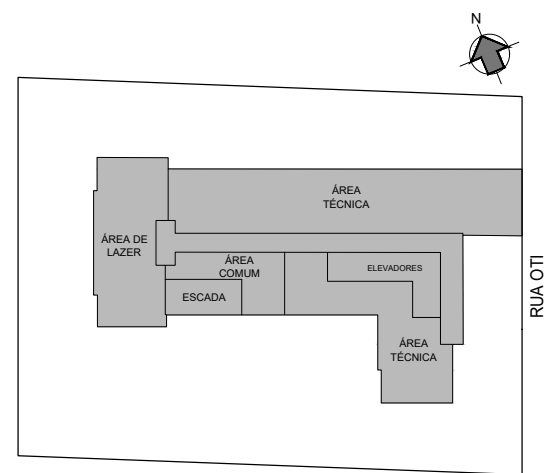 N
ÁREA
TÉCNICA
ÁREA DE
LAZER
ÁREA
COMUM
ELEVADORES
ESCADA
ÁREA
TÉCNICA
RUA OTI